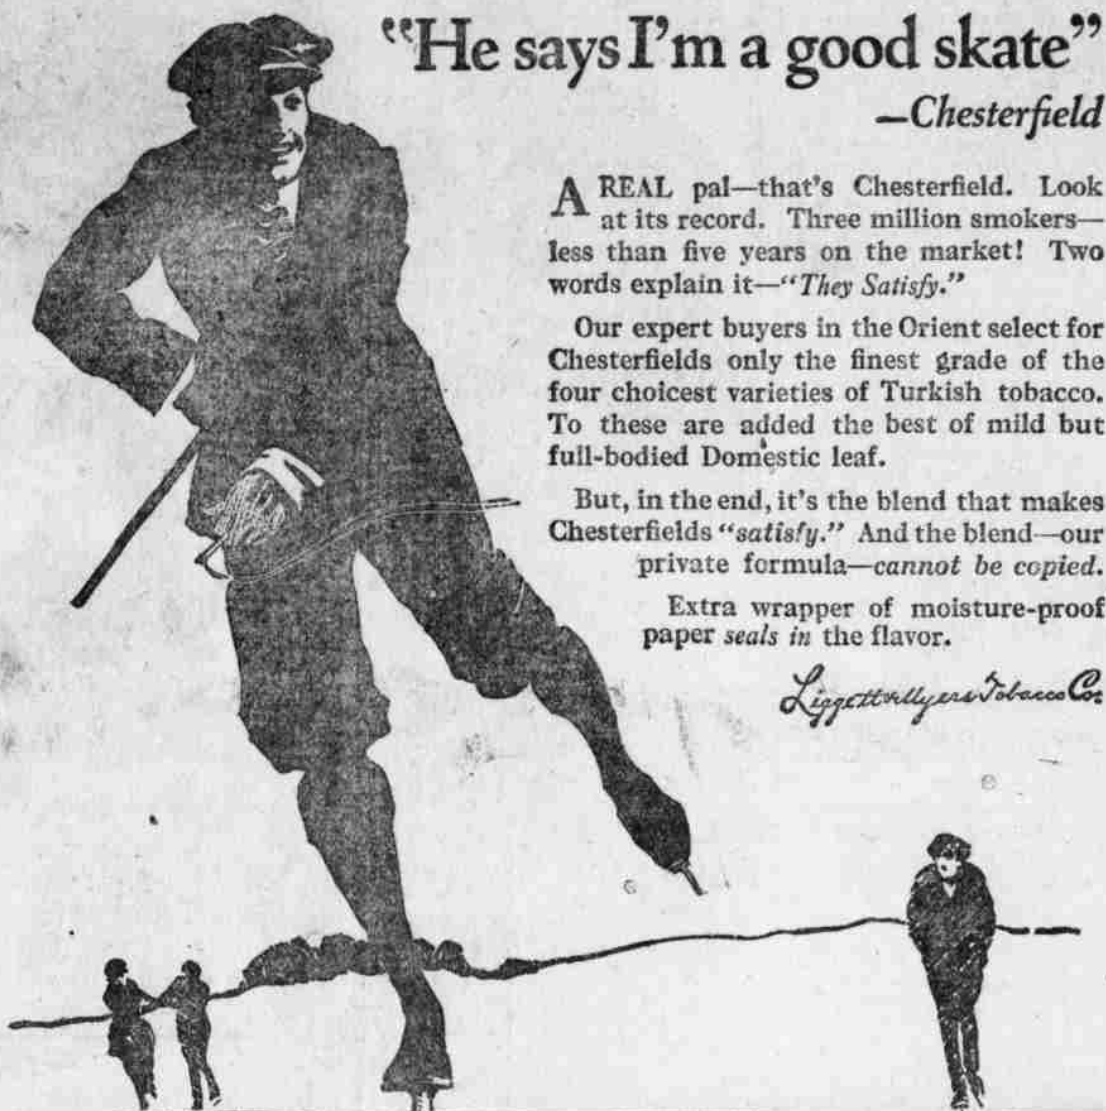 “He says I’m a good skate”
—Chesterfield
A REAL pal—that’s Chesterfield. Look
at its record. Three million smokers—
less than five years on the market! Two
words explain it—“They Satisfy.”
Our expert buyers in the Orient select for
Chesterfields only the finest grade of the
four choicest varieties of Turkish tobacco.
To these are added the best of mild but
full-bodied Domestic leaf.
But, in the end, it’s the blend that makes
Chesterfields “satisfy.” And the blend—our
private formula—cannot be copied.
Extra wrapper of moisture-proof
paper seals in the flavor.
Liggett & Myers Tobacco Co.